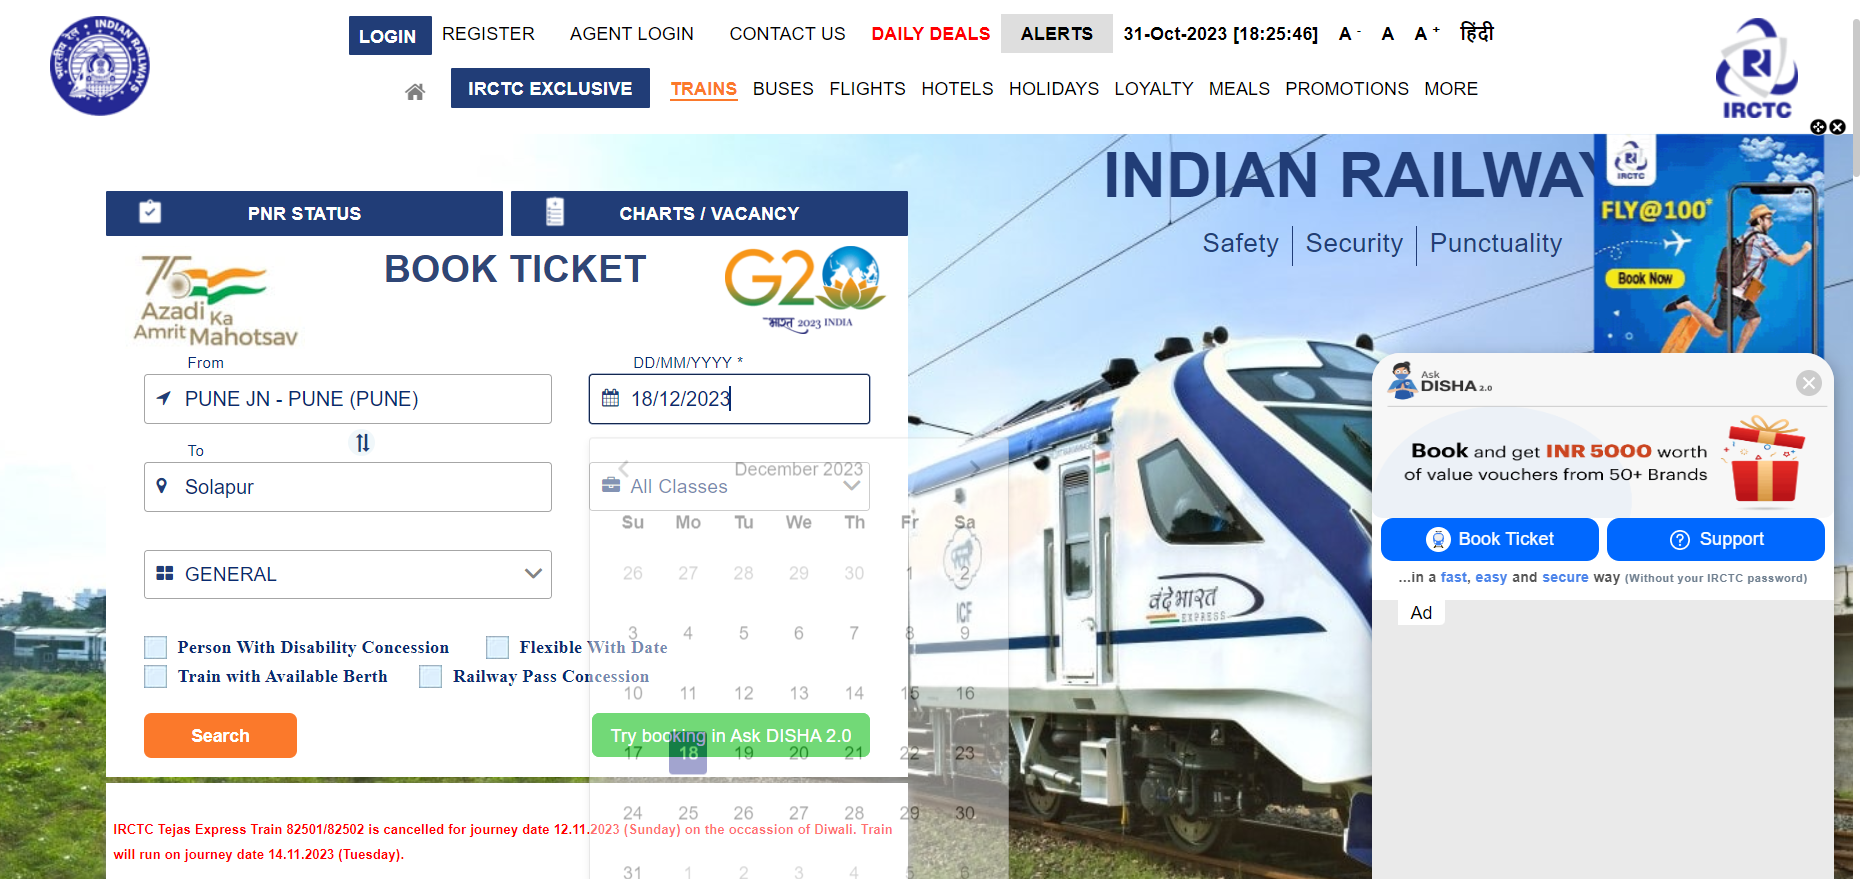 LOGIN REGISTER AGENT LOGIN CONTACT US DAILY DEALS ALERTS 31-Oct-2023 [18:25:46] A - A A + हिंदी
IRCTC EXCLUSIVE TRAINS BUSES FLIGHTS HOTELS HOLIDAYS LOYALTY MEALS PROMOTIONS MORE
भारतीय रेल INDIAN RAILWAYS
IRCTC
PNR STATUS
CHARTS / VACANCY
INDIAN RAILWAY
Safety | Security | Punctuality
IRCTC
FLY@100*
Book Now
75
Azadi Ka
Amrit Mahotsav
BOOK TICKET
G20
भारत 2023 INDIA
From
PUNE JN - PUNE (PUNE)
DD/MM/YYYY *
18/12/2023
To
Solapur
All Classes
GENERAL
December 2023
Su Mo Tu We Th Fr Sa
26 27 28 29 30 1 2
3 4 5 6 7 8 9
10 11 12 13 14 15 16
17 18 19 20 21 22 23
24 25 26 27 28 29 30
31 1 2 3 4 5 6
Person With Disability Concession
Flexible With Date
Train with Available Berth
Railway Pass Concession
Search
Try booking in Ask DISHA 2.0
IRCTC Tejas Express Train 82501/82502 is cancelled for journey date 12.11.2023 (Sunday) on the occassion of Diwali. Train
will run on journey date 14.11.2023 (Tuesday).
ICF
वंदे भारत
EXPRESS
Ask
DISHA 2.0
Book and get INR 5000 worth
of value vouchers from 50+ Brands
Book Ticket
Support
...in a fast, easy and secure way (Without your IRCTC password)
Ad